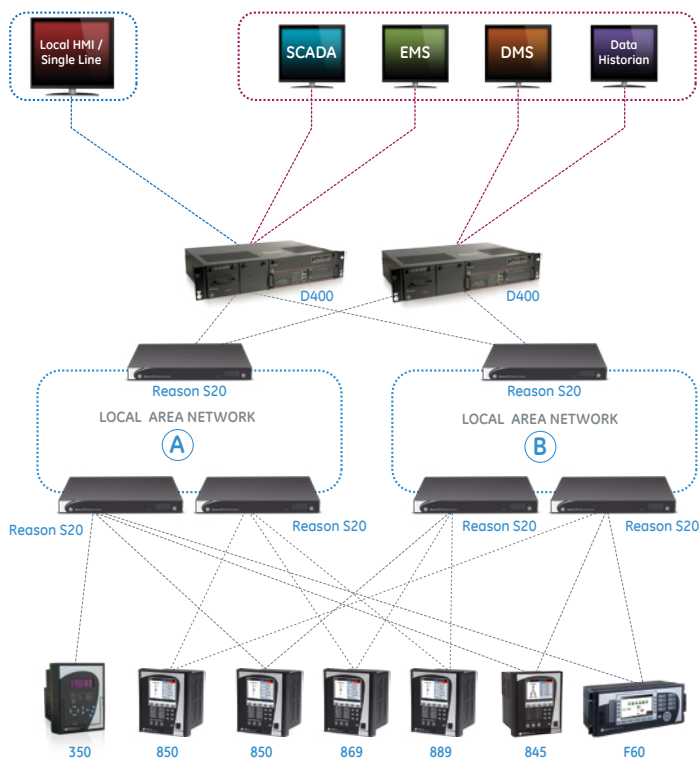 Local HMI /
Single Line
SCADA
EMS
DMS
Data
Historian
D400
D400
Reason S20
Reason S20
LOCAL AREA NETWORK
A
LOCAL AREA NETWORK
B
Reason S20
Reason S20
Reason S20
Reason S20
350
850
850
869
889
845
F60